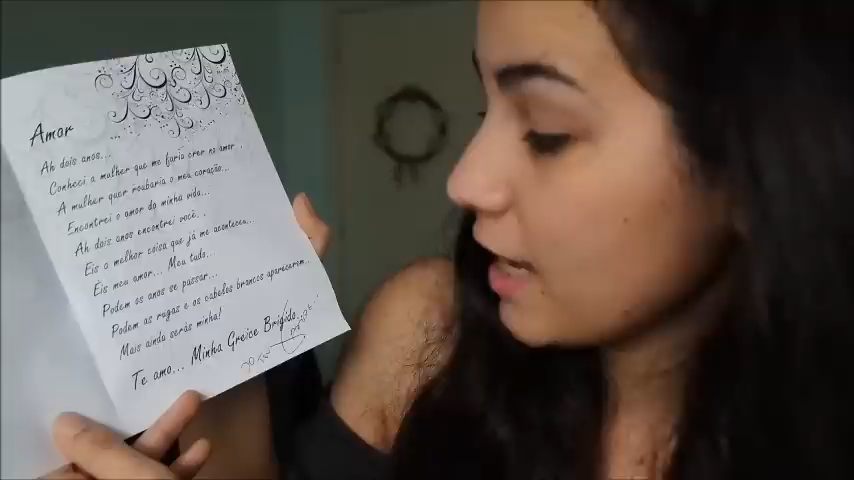 Amor
Ah dois anos...
Conheci a mulher que me faria crer no amor.
A mulher quer roubaria o meu coração...
Encontrei o amor da minha vida...
Ah dois anos encontrei você...
Eis a melhor coisa que já me aconteceu...
Eis meu amor... Meu tudo...
Podem os anos se passar...
Podem as rugas e os cabelos brancos aparecerem...
Mais ainda serás minha!
Te amo... Minha Greice Brigido...